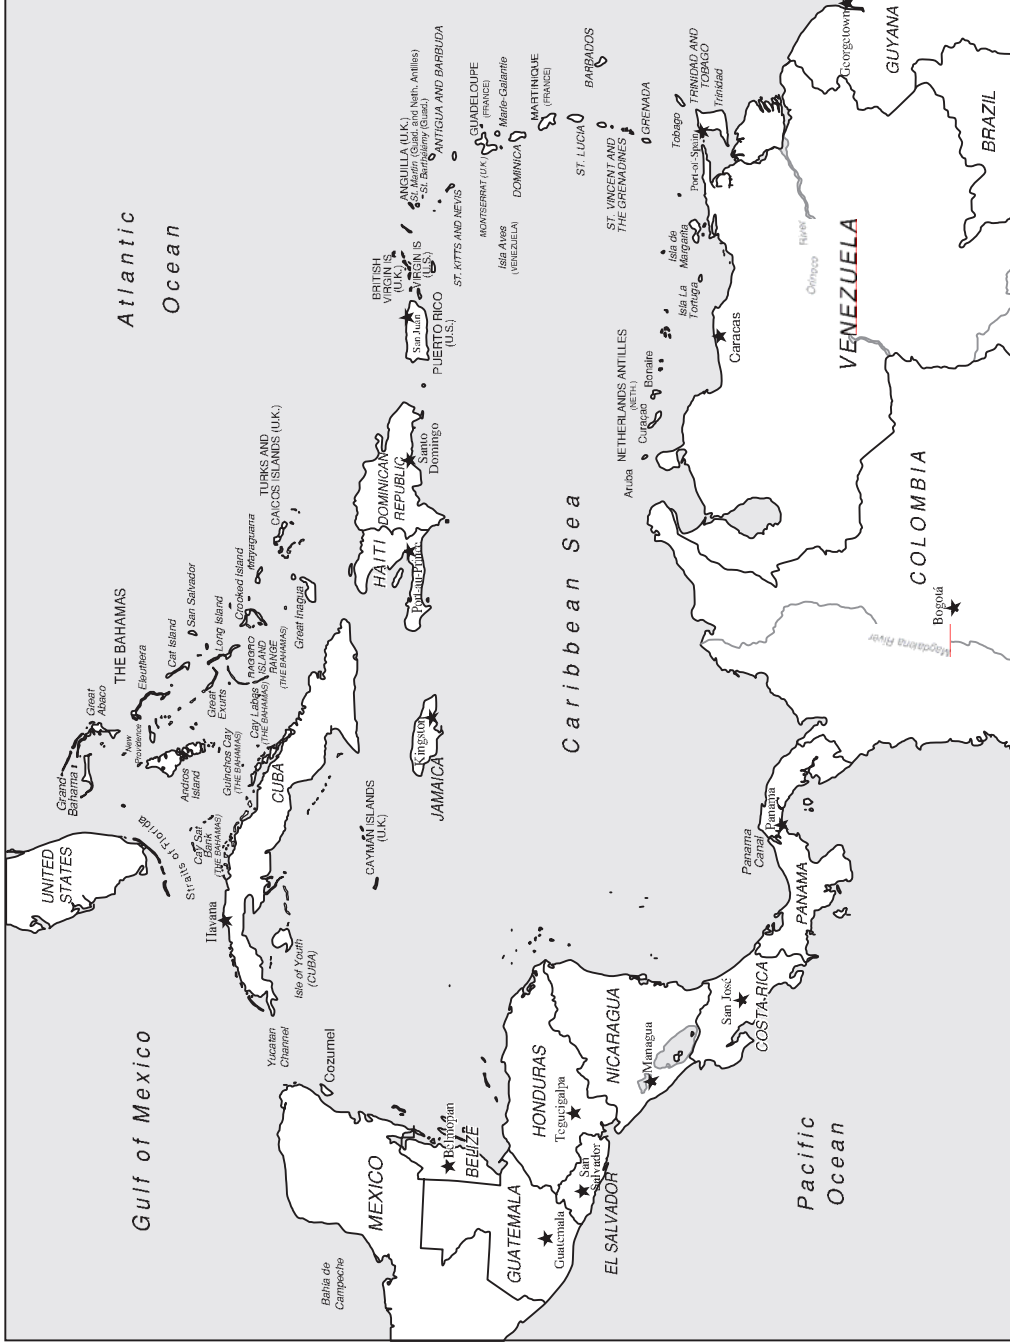 Gulf of Mexico
Atlantic
Ocean
UNITED
STATES
Straits of Florida
Grand
Bahama
Great
Abaco
THE BAHAMAS
New
Providence
Eleuthera
Cat Island
San Salvador
Andros
Island
Great
Exurts
Long Island
Crooked Island
Mayaguana
TURKS AND
CAICOS ISLANDS (U.K.)
Cay Sat
Bank
(THE BAHAMAS)
Guinchos Cay
(THE BAHAMAS)
Cay Labas
(THE BAHAMAS)
RAGGRO
ISLAND
RANGE
(THE BAHAMAS)
Great Inagua
Havana
CUBA
Isle of Youth
(CUBA)
Yucatan
Channel
Cozumel
Bahia de
Campeche
MEXICO
CAYMAN ISLANDS
(U.K.)
Kingston
JAMAICA
HAITI
Port-au-Prince
DOMINICAN
REPUBLIC
Santo
Domingo
San Juan
PUERTO RICO
(U.S.)
BRITISH
VIRGIN IS.
(U.K.)
VIRGIN IS.
(U.S.)
ANGUILLA (U.K.)
St. Martin (Guad. and Neth. Antilles)
St. Barthelemy (Guad.)
ANTIGUA AND BARBUDA
ST. KITTS AND NEVIS
MONTSERRAT (U.K.)
GUADELOUPE
(FRANCE)
Marie-Galantie
Isla Aves
(VENEZUELA)
DOMINICA
MARTINIQUE
(FRANCE)
ST. LUCIA
BARBADOS
ST. VINCENT AND
THE GRENADINES
GRENADA
Tobago
TRINIDAD AND
TOBAGO
Trinidad
Port-of-Spain
Belmopan
BELIZE
GUATEMALA
Guatemala
HONDURAS
Tegucigalpa
San
Salvador
EL SALVADOR
NICARAGUA
Managua
Caribbean Sea
Aruba
NETHERLANDS ANTILLES
(NETH.)
Curaçao
Bonaire
Isla La
Tortuga
Isla de
Margarita
San José
COSTA RICA
Panama
Canal
Panama
PANAMA
Pacific
Ocean
Caracas
VENEZUELA
Orinoco River
Georgetown
GUYANA
BRAZIL
COLOMBIA
Bogotá
Magdalena River